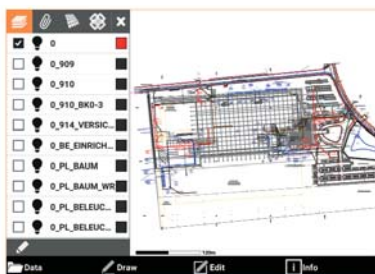 0
0_909
0_910
0_910_BK0-3
0_914_VERSIC...
0_BE_EINRICH...
0_PL_BAUM
0_PL_BAUM_WR
0_PL_BELEUC...
0_PL_BELEUC...
Data
Draw
Edit
Info